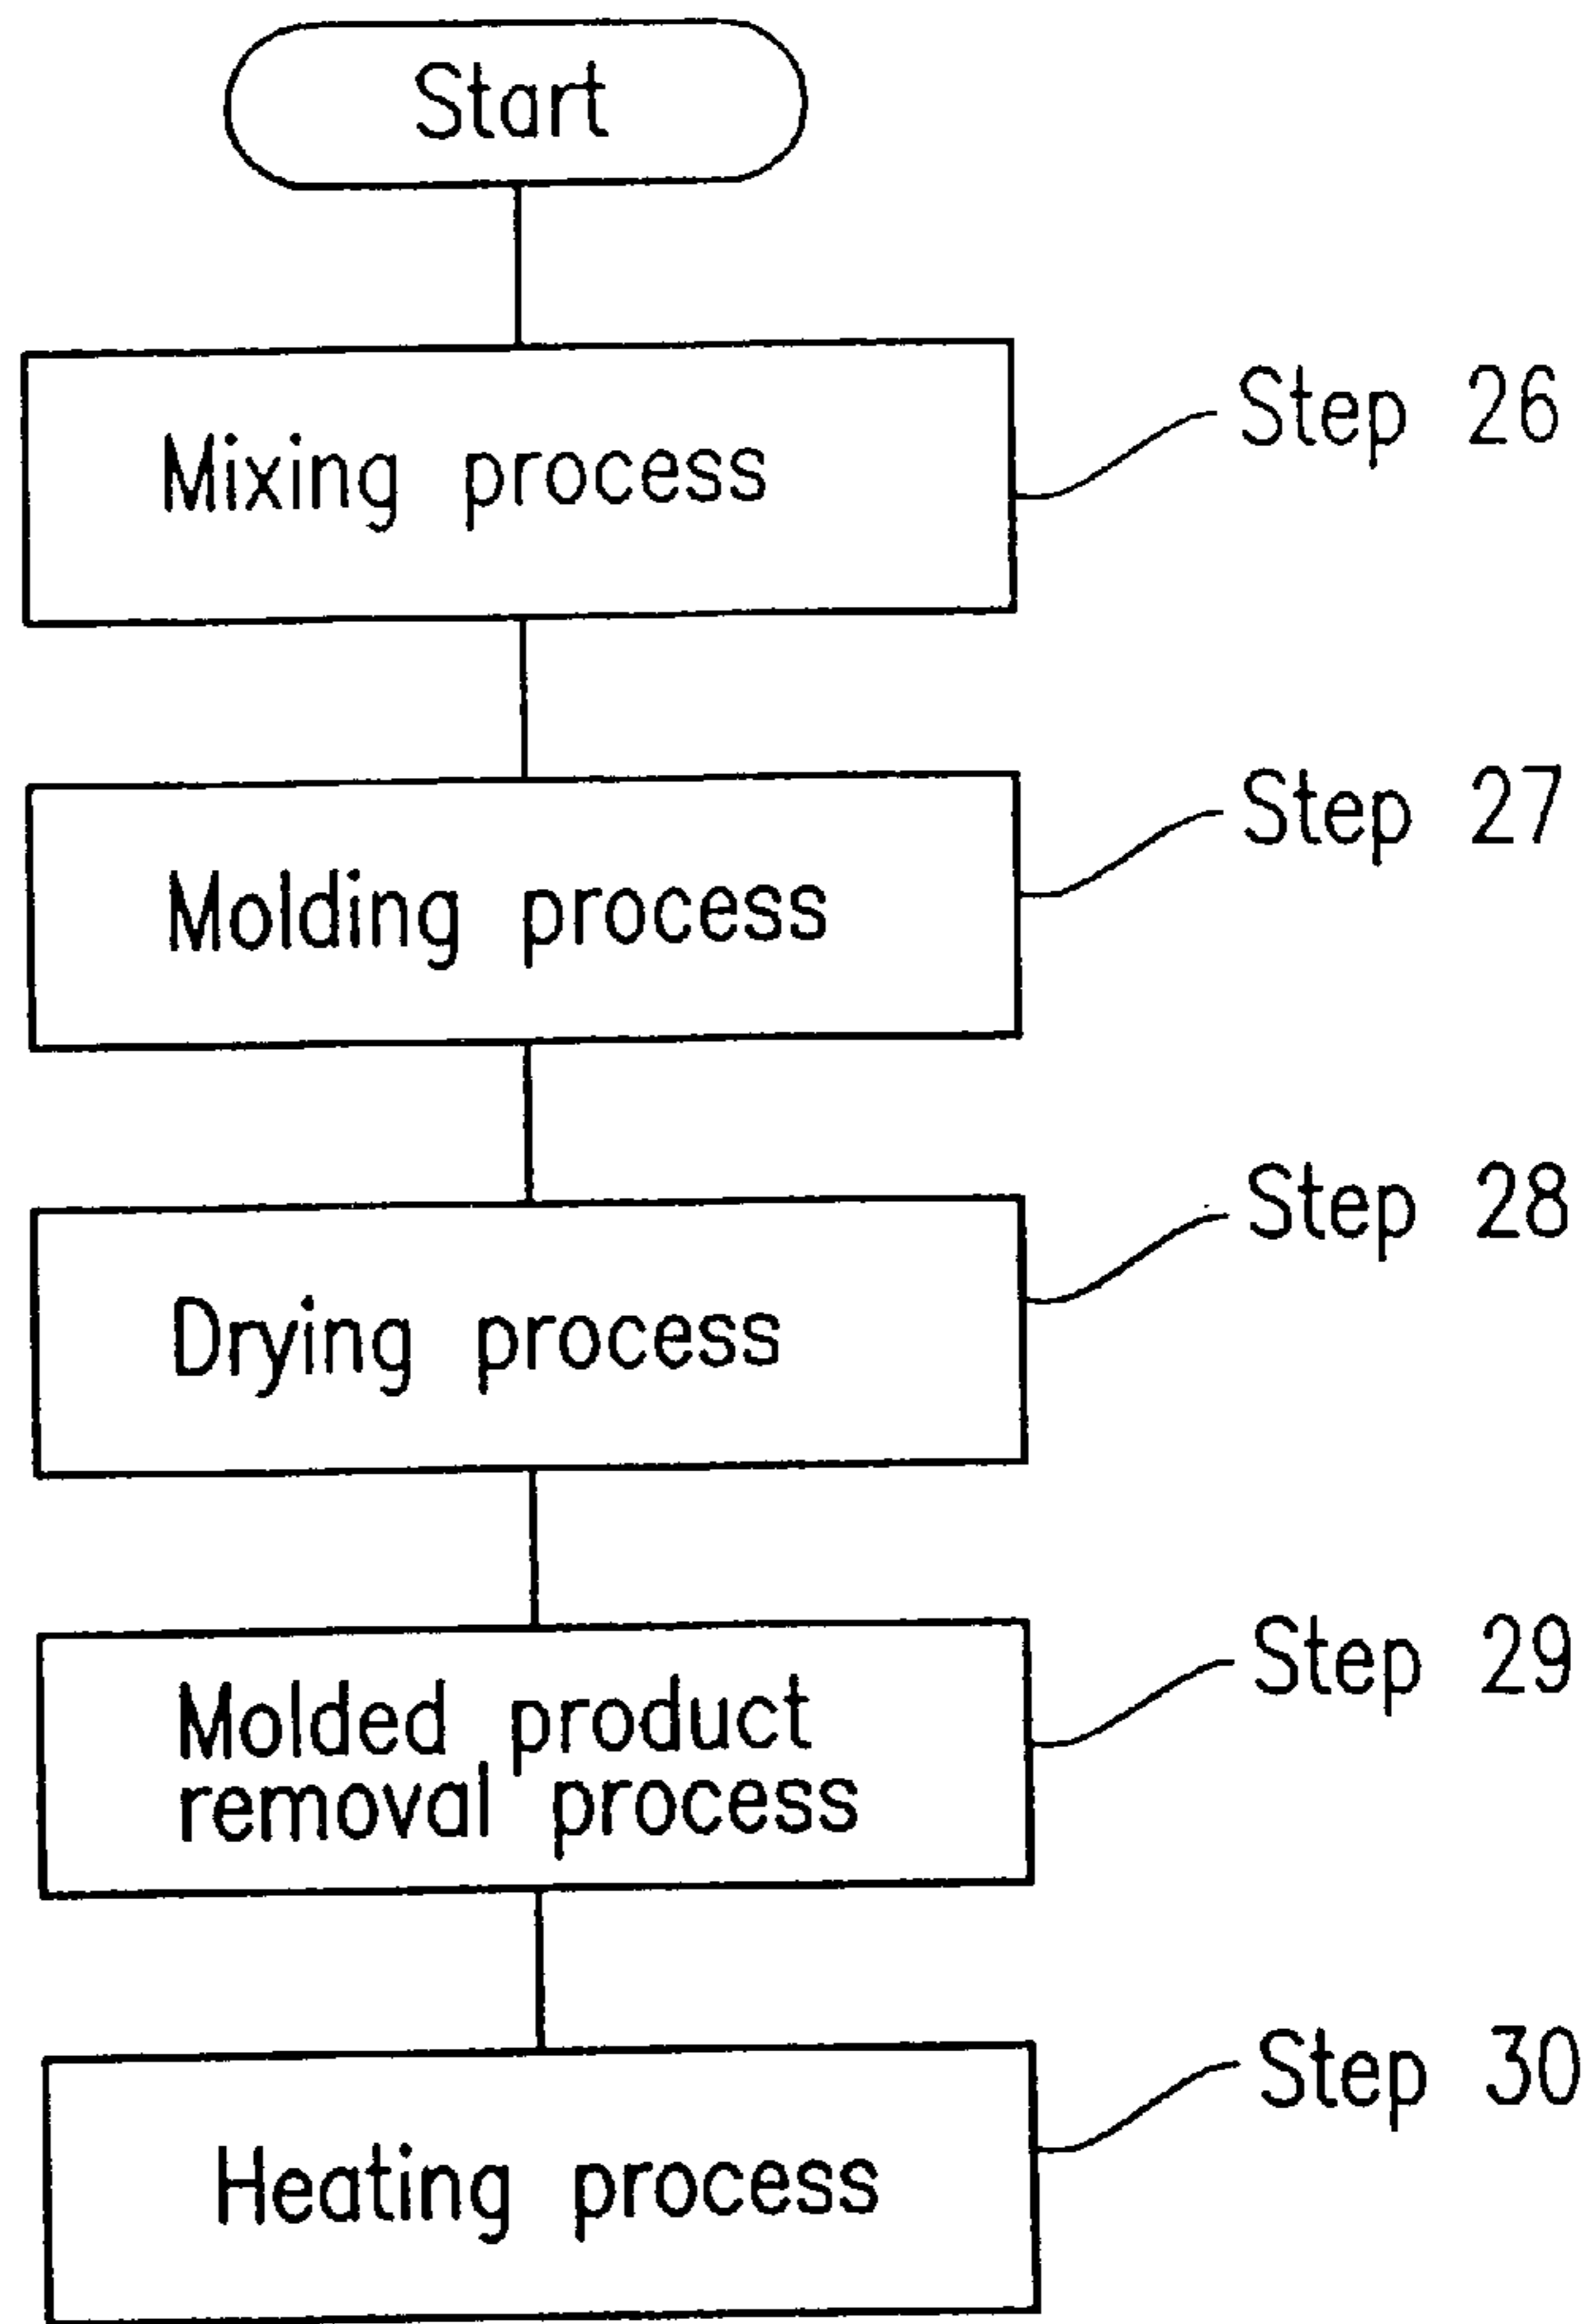 Start
Mixing process
Step 26
Molding process
Step 27
Drying process
Step 28
Molded product
removal process
Step 29
Heating process
Step 30